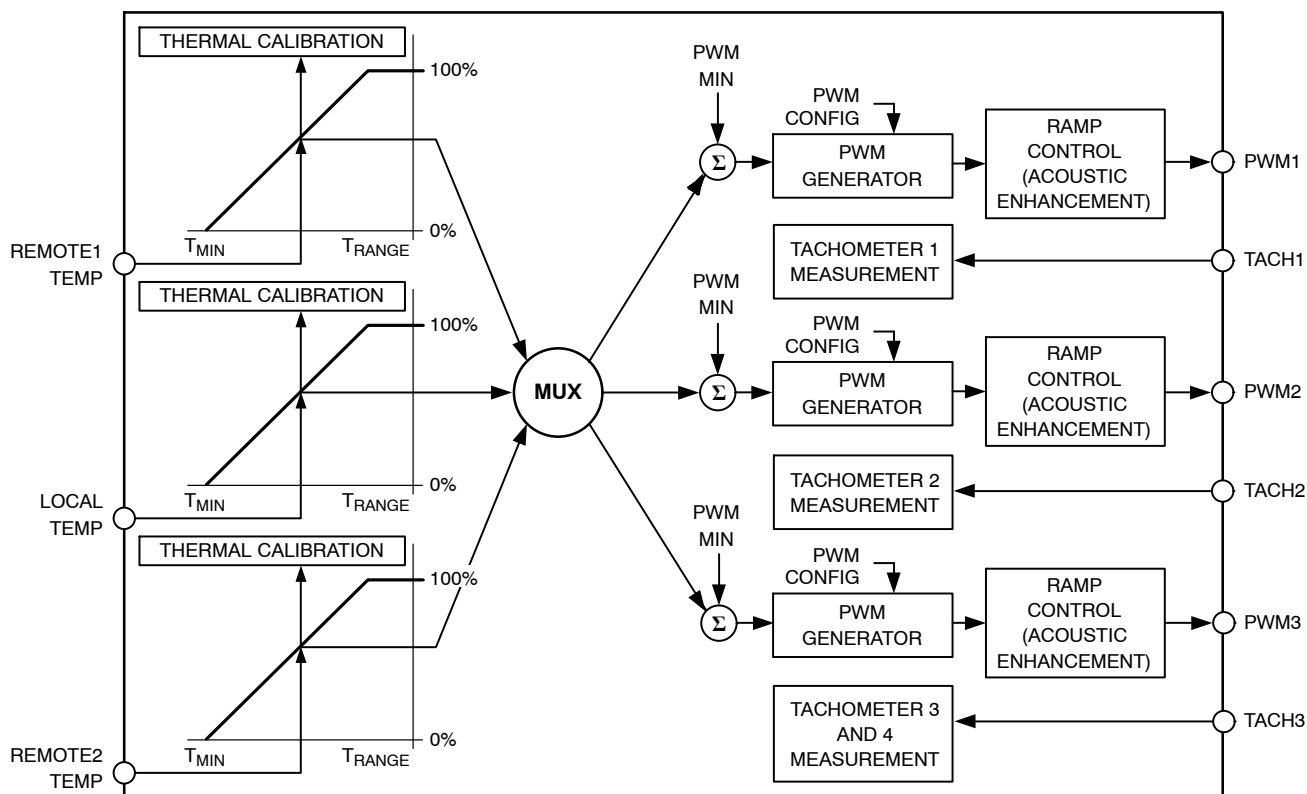 THERMAL CALIBRATION
100%
0%
TMIN
TRANGE
REMOTE1
TEMP
THERMAL CALIBRATION
100%
0%
TMIN
TRANGE
LOCAL
TEMP
THERMAL CALIBRATION
100%
0%
TMIN
TRANGE
REMOTE2
TEMP
MUX
PWM
MIN
Σ
PWM
CONFIG
PWM
GENERATOR
RAMP
CONTROL
(ACOUSTIC
ENHANCEMENT)
PWM1
TACHOMETER 1
MEASUREMENT
TACH1
PWM
MIN
Σ
PWM
CONFIG
PWM
GENERATOR
RAMP
CONTROL
(ACOUSTIC
ENHANCEMENT)
PWM2
TACHOMETER 2
MEASUREMENT
TACH2
PWM
MIN
Σ
PWM
CONFIG
PWM
GENERATOR
RAMP
CONTROL
(ACOUSTIC
ENHANCEMENT)
PWM3
TACHOMETER 3
AND 4
MEASUREMENT
TACH3